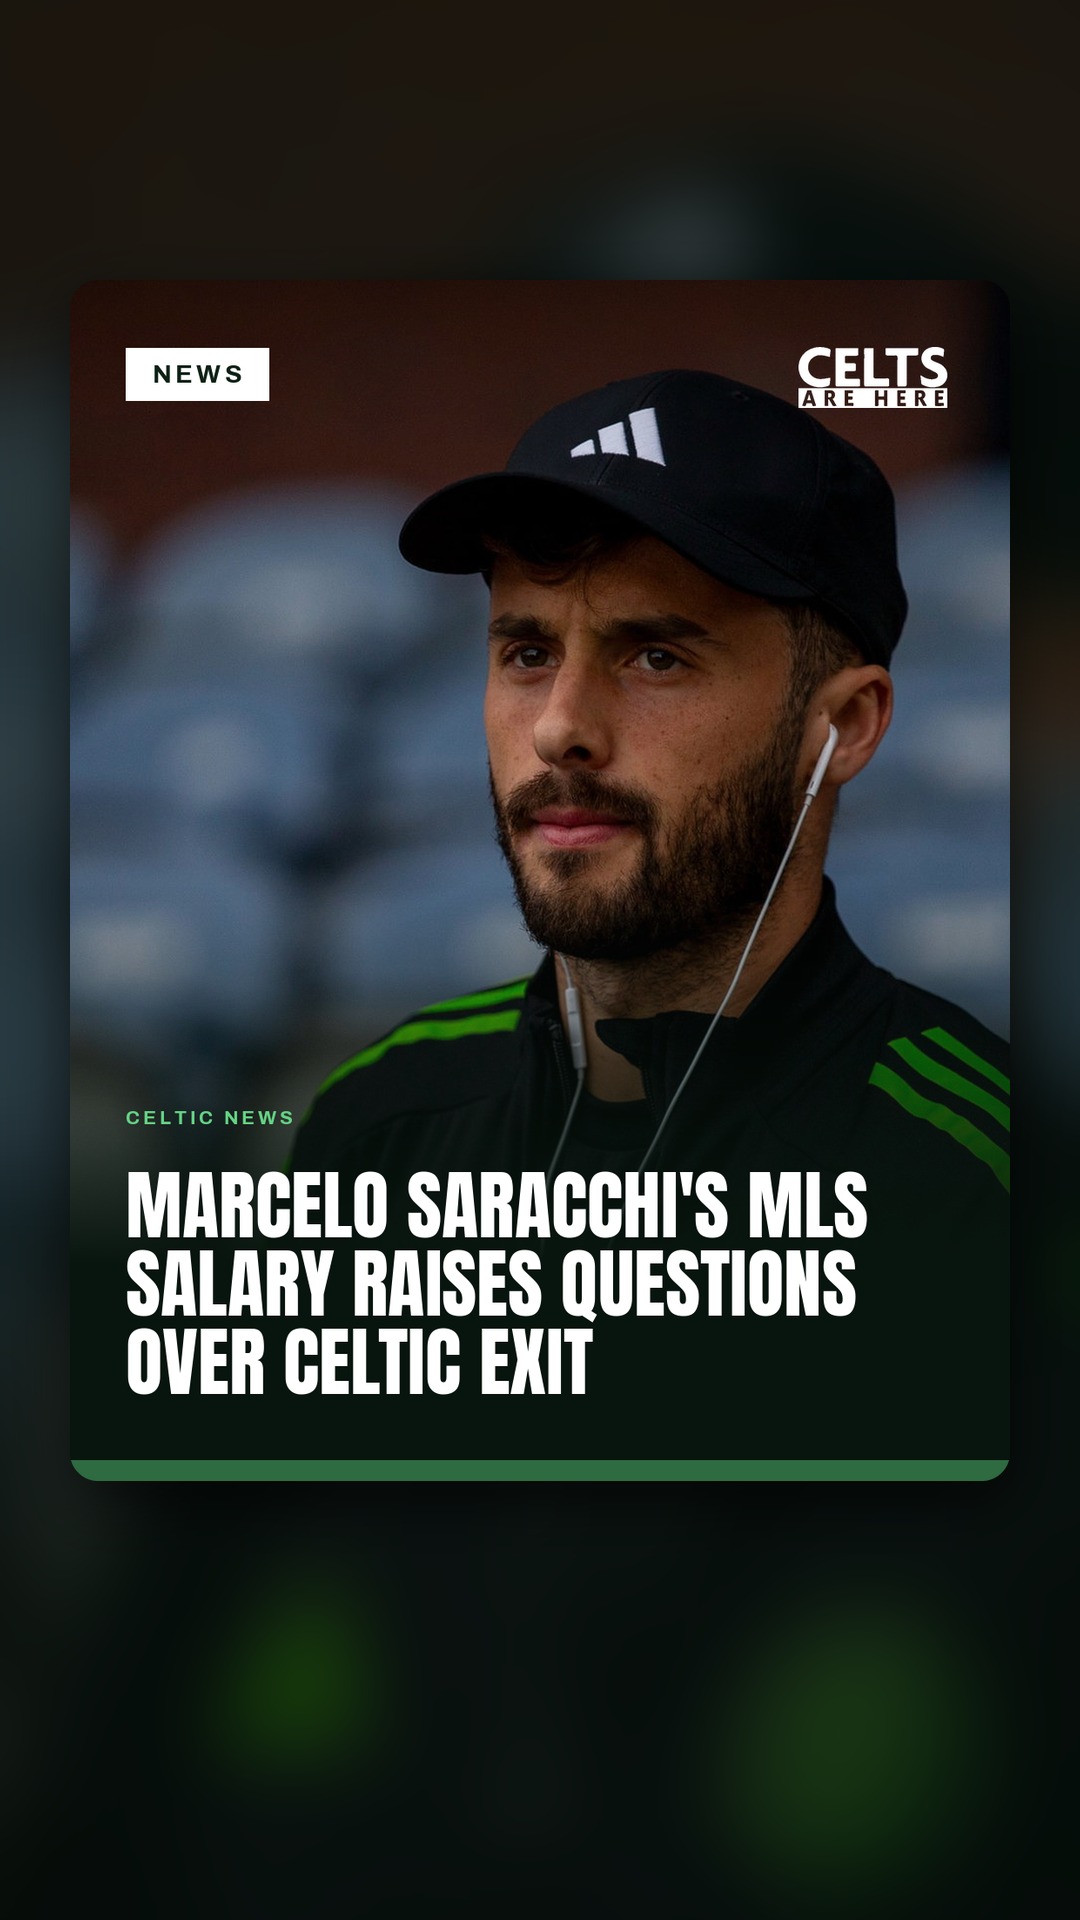 NEWS
CELTS
ARE HERE
CELTIC NEWS
MARCELO SARACCHI'S MLS
SALARY RAISES QUESTIONS
OVER CELTIC EXIT